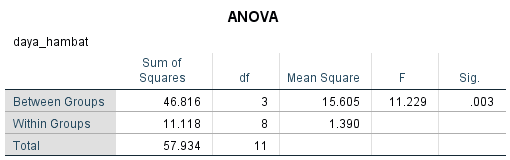 ANOVA
daya_hambat
Sum of
Squares df Mean Square F Sig.
Between Groups 46.816 3 15.605 11.229 .003
Within Groups 11.118 8 1.390
Total 57.934 11